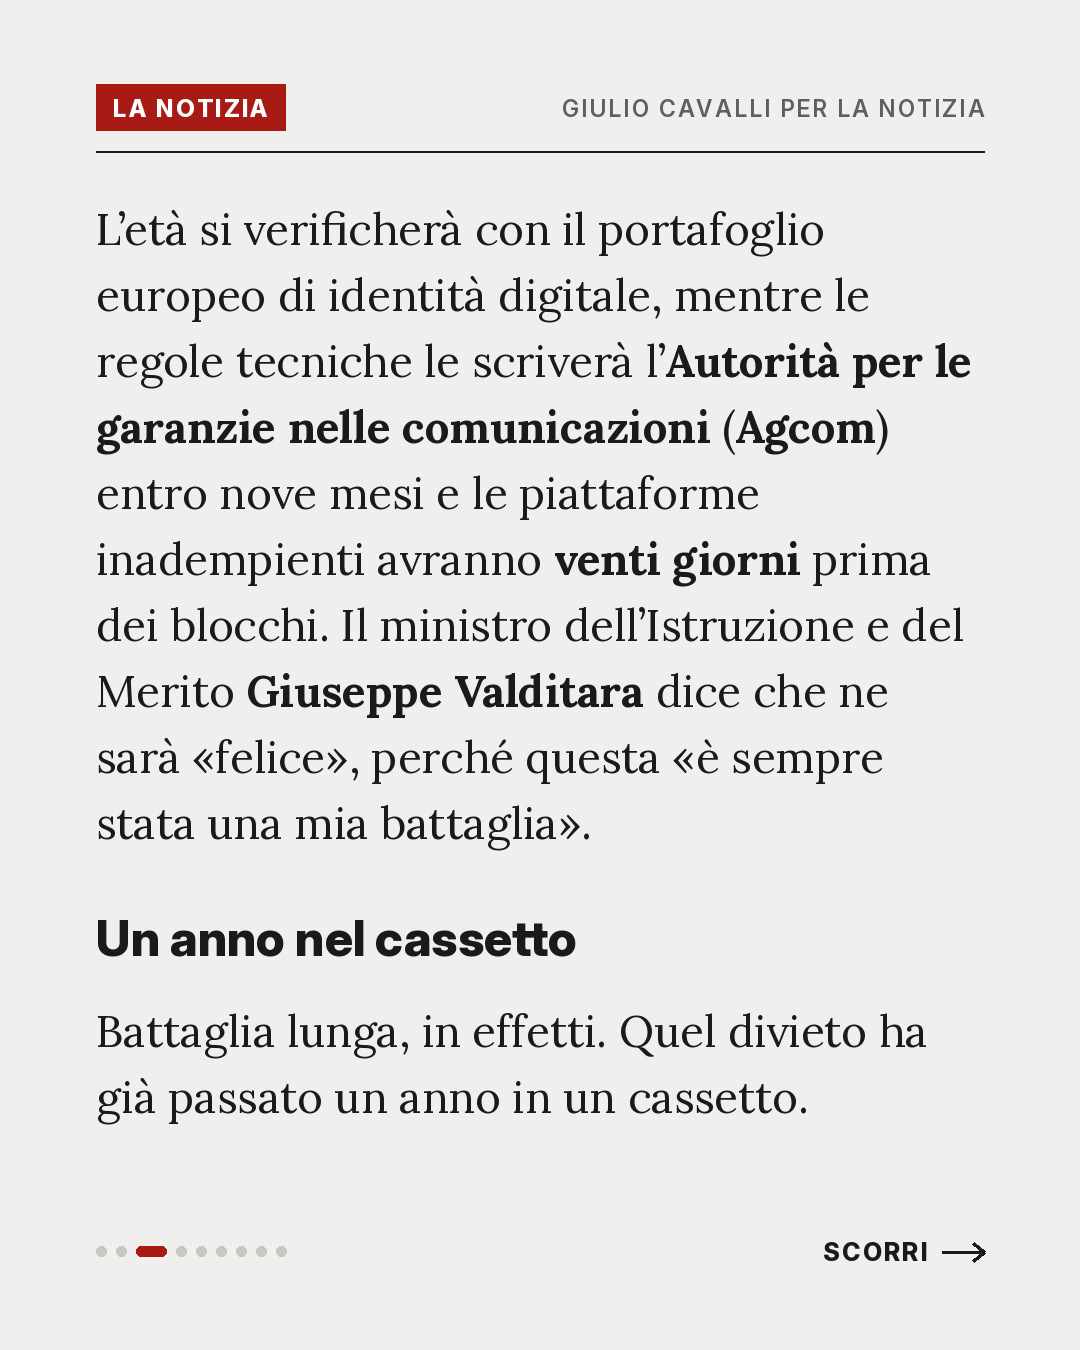 LA NOTIZIA
GIULIO CAVALLI PER LA NOTIZIA
L’età si verificherà con il portafoglio
europeo di identità digitale, mentre le
regole tecniche le scriverà l’Autorità per le
garanzie nelle comunicazioni (Agcom)
entro nove mesi e le piattaforme
inadempienti avranno venti giorni prima
dei blocchi. Il ministro dell’Istruzione e del
Merito Giuseppe Valditara dice che ne
sarà «felice», perché questa «è sempre
stata una mia battaglia».
Un anno nel cassetto
Battaglia lunga, in effetti. Quel divieto ha
già passato un anno in un cassetto.
SCORRI